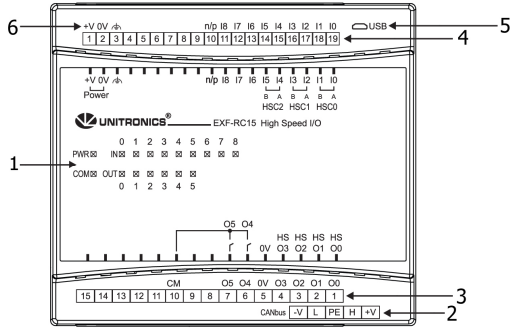 6 +V 0V n/p I8 I7 I6 I5 I4 I3 I2 I1 I0 USB 5
1 2 3 4 5 6 7 8 9 10 11 12 13 14 15 16 17 18 19 4
+V 0V n/p I8 I7 I6 I5 I4 I3 I2 I1 I0
Power B A B A B A
HSC2 HSC1 HSC0
UNITRONICS® EXF-RC15 High Speed I/O
0 1 2 3 4 5 6 7 8
1 PWR IN
COM OUT
0 1 2 3 4 5
O5 O4
HS HS HS HS
0V O3 O2 O1 O0
CM O5 O4 0V O3 O2 O1 O0
15 14 13 12 11 10 9 8 7 6 5 4 3 2 1 3
CANbus -V L PE H +V 2